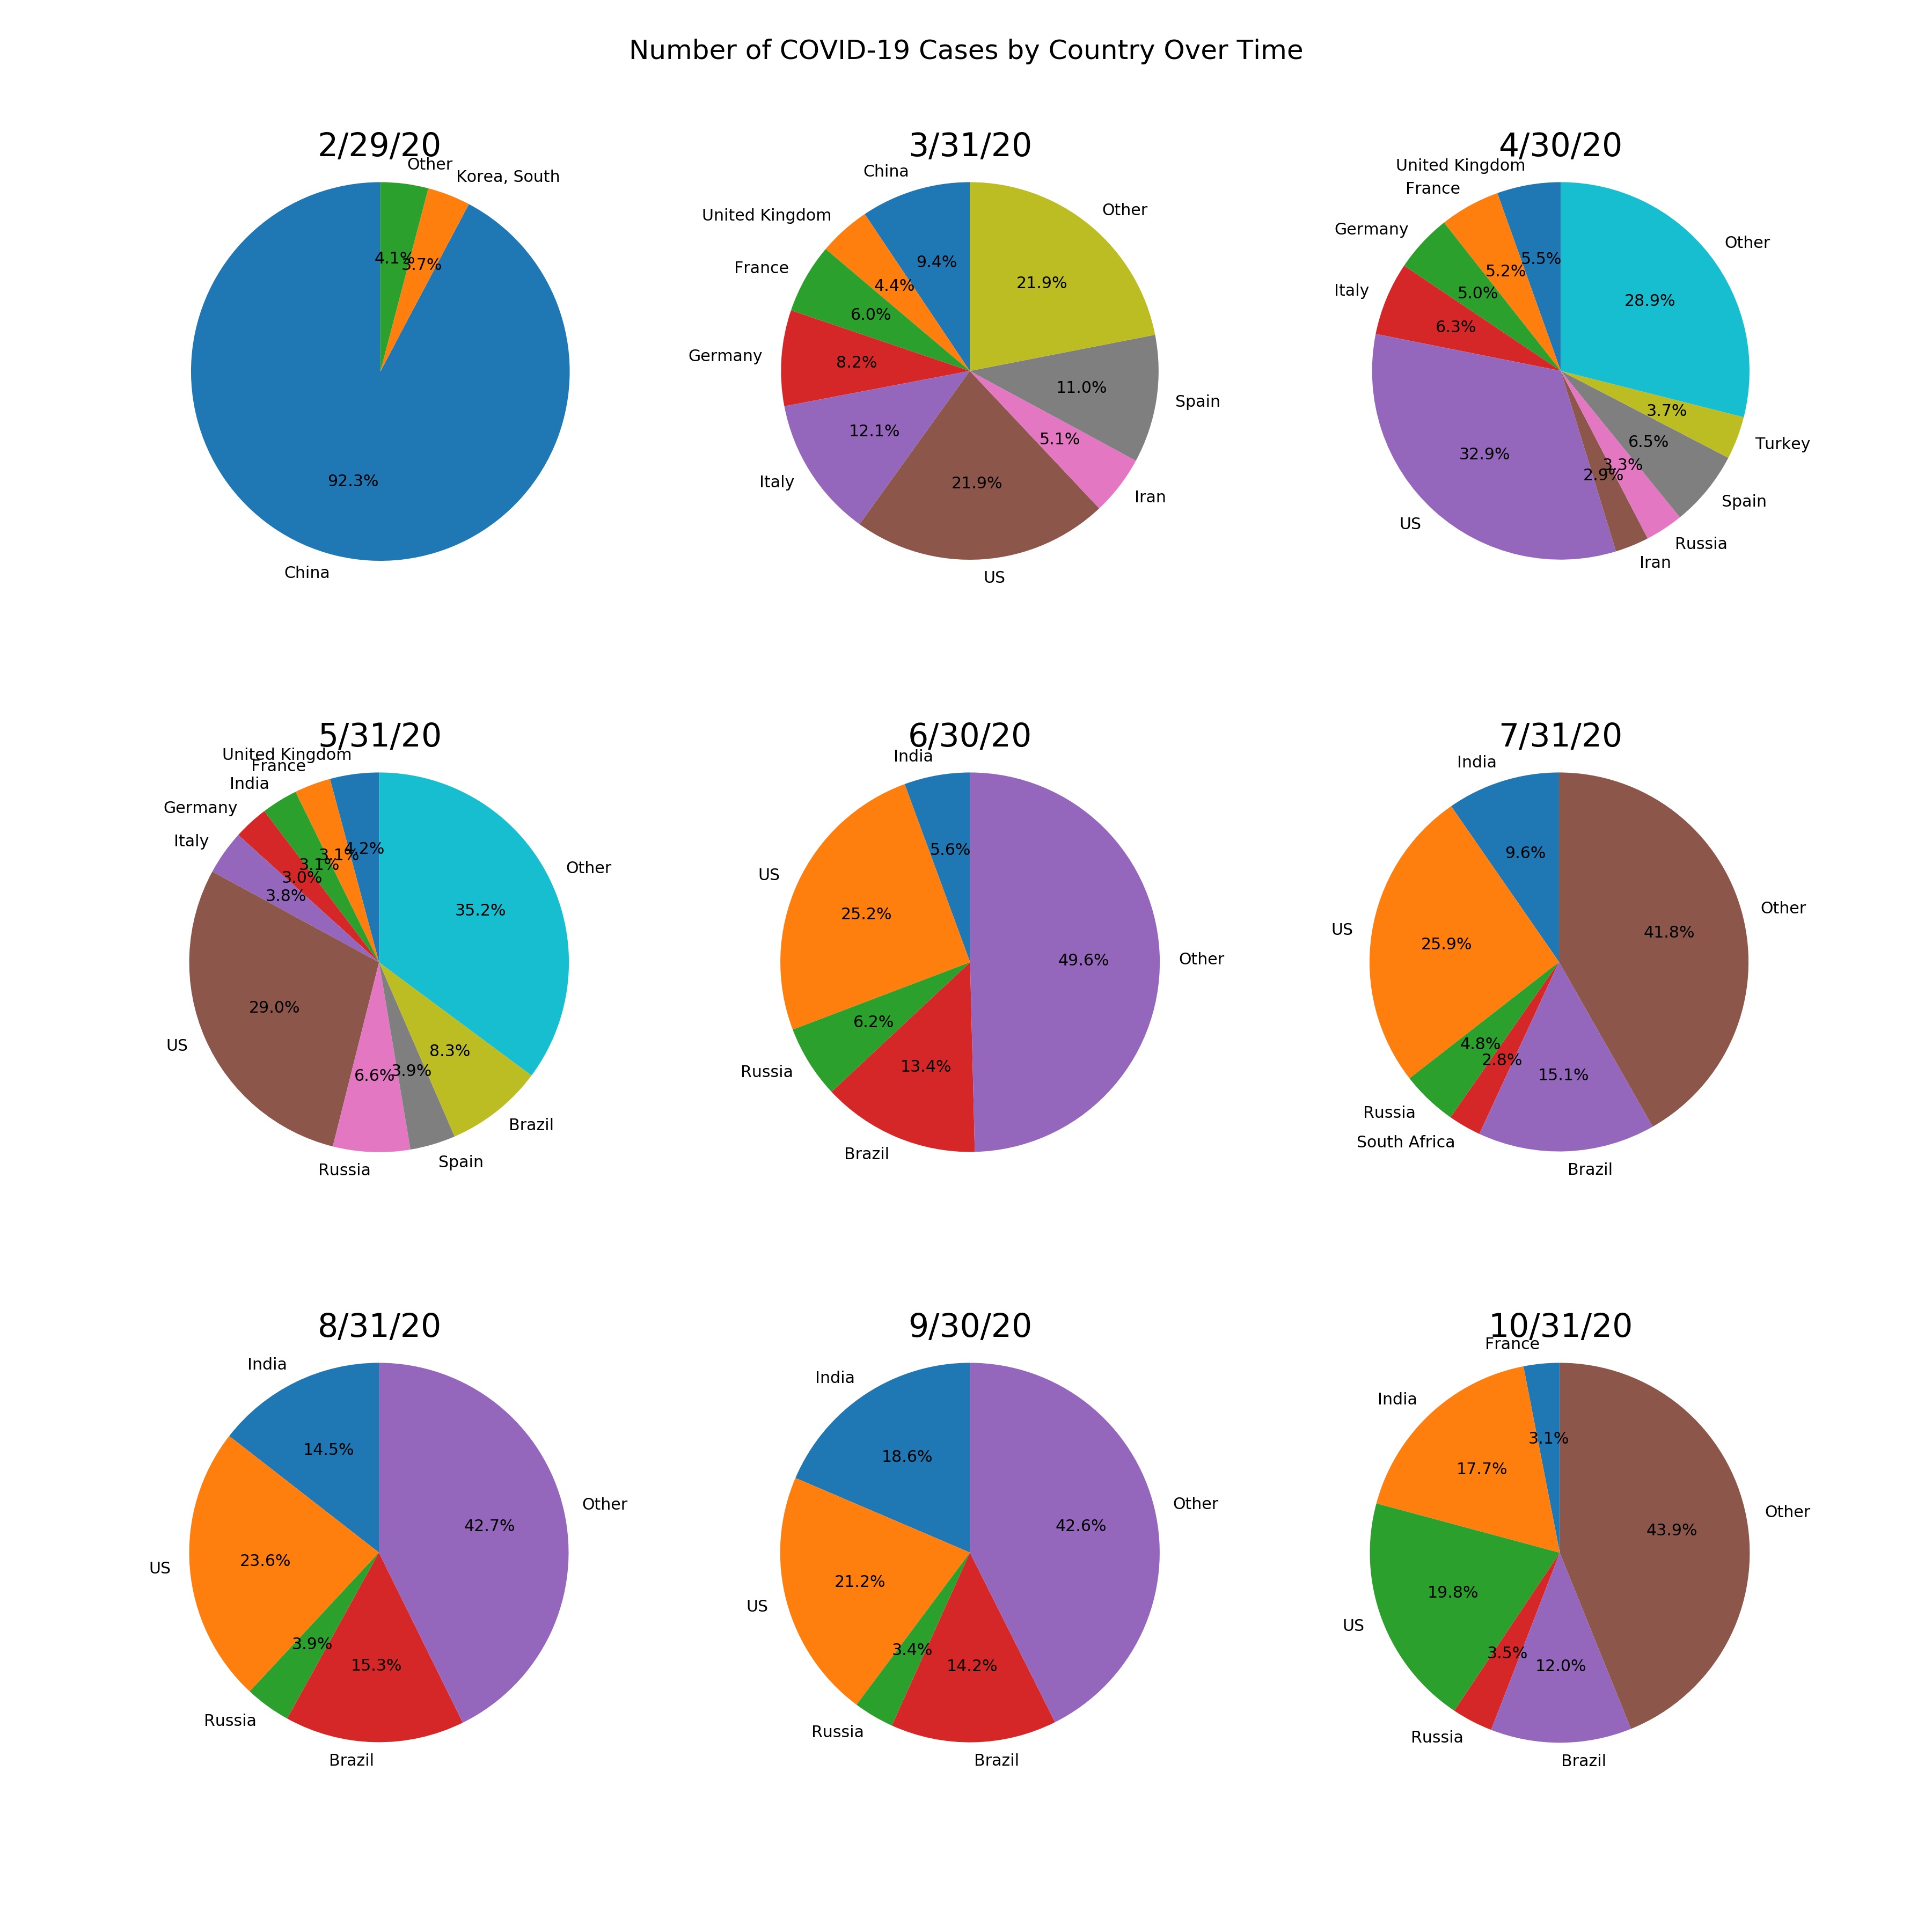 Number of COVID-19 Cases by Country Over Time
2/29/20
Other
Korea, South
4.1%
3.7%
92.3%
China
3/31/20
China
Other
United Kingdom
France
9.4%
21.9%
4.4%
6.0%
Germany
8.2%
11.0%
Spain
12.1%
5.1%
Italy
21.9%
Iran
US
4/30/20
United Kingdom
France
Germany
Other
5.5%
5.2%
5.0%
28.9%
Italy
6.3%
3.7%
6.5%
Turkey
32.9%
3.3%
2.9%
Spain
US
Russia
Iran
5/31/20
United Kingdom
France
India
Germany
Italy
4.2%
3.1%
3.1%
3.0%
3.8%
Other
35.2%
29.0%
US
8.3%
6.6%
3.9%
Brazil
Spain
Russia
6/30/20
India
5.6%
US
25.2%
49.6%
Other
6.2%
Russia
13.4%
Brazil
7/31/20
India
9.6%
Other
US
25.9%
41.8%
4.8%
2.8%
15.1%
Russia
South Africa
Brazil
8/31/20
India
14.5%
Other
42.7%
US
23.6%
3.9%
15.3%
Russia
Brazil
9/30/20
India
18.6%
Other
42.6%
21.2%
US
3.4%
14.2%
Russia
Brazil
10/31/20
France
India
3.1%
17.7%
Other
43.9%
19.8%
US
3.5%
12.0%
Russia
Brazil